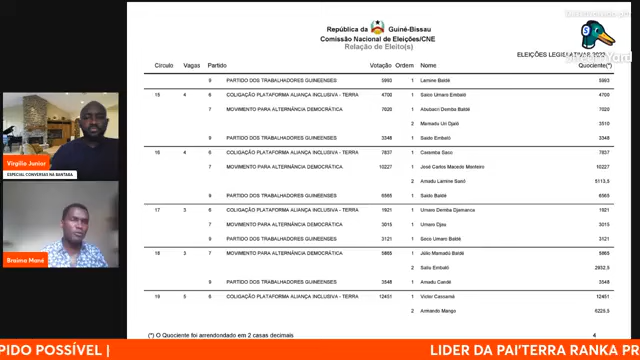 República da Guiné-Bissau
Comissão Nacional de Eleições/CNE
Relação de Eleito(s)
ELEIÇÕES LEGISLATIVAS
Círculo Vagas Partido Votação Ordem Nome Quociente(*)
9 PARTIDO DOS TRABALHADORES GUINEENSES 5993 1 Lamine Baldé 5993
15 4 6 COLIGAÇÃO PLATAFORMA ALIANÇA INCLUSIVA - TERRA 4700 1 Saco Umaro Embaló 4700
7 MOVIMENTO PARA ALTERNÂNCIA DEMOCRÁTICA 7020 1 Abubacri Demba Baldé 7020
2 Mamadu Uri Djaló 3510
9 PARTIDO DOS TRABALHADORES GUINEENSES 3348 1 Saido Embaló 3348
16 4 6 COLIGAÇÃO PLATAFORMA ALIANÇA INCLUSIVA - TERRA 7837 1 Caramba Saco 7837
7 MOVIMENTO PARA ALTERNÂNCIA DEMOCRÁTICA 10227 1 José Carlos Macedo Monteiro 10227
2 Amadu Lamine Sanó 5113,5
9 PARTIDO DOS TRABALHADORES GUINEENSES 6569 1 Saido Baldé 6569
17 3 6 COLIGAÇÃO PLATAFORMA ALIANÇA INCLUSIVA - TERRA 1921 1 Umaro Demba Djamanca 1921
7 MOVIMENTO PARA ALTERNÂNCIA DEMOCRÁTICA 3015 1 Umaro Djau 3015
9 PARTIDO DOS TRABALHADORES GUINEENSES 3121 1 Seco Umaro Baldé 3121
18 3 7 MOVIMENTO PARA ALTERNÂNCIA DEMOCRÁTICA 5865 1 Júlio Mamadú Baldé 5865
2 Saliu Embaló 2932,5
9 PARTIDO DOS TRABALHADORES GUINEENSES 3548 1 Amadu Candé 3548
19 5 6 COLIGAÇÃO PLATAFORMA ALIANÇA INCLUSIVA - TERRA 12451 1 Victor Cassamá 12451
2 Armando Mango 6225,5
(*) O Quociente foi arrendondado em 2 casas decimais 4
Virgílio Junior
ESPECIAL CONVERSAS NA BANTABA
Braima Mané
PIDO POSSÍVEL | LIDER DA PAI'TERRA RANKA PR